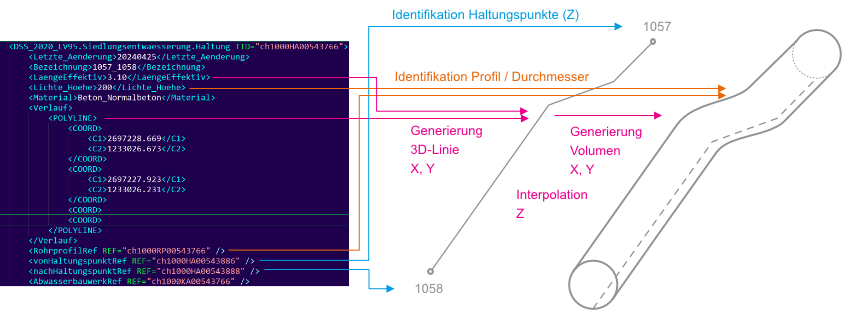 Identifikation Haltungspunkte (Z)
1057
<DSS_2020_LV95.Siedlungsentwaesserung.Haltung TID="ch1000HA00543766">
<Letzte_Aenderung>20240425</Letzte_Aenderung>
<Bezeichnung>1057_1058</Bezeichnung>
<LaengeEffektiv>3.10</LaengeEffektiv>
<Lichte_Hoehe>200</Lichte_Hoehe>
<Material>Beton_Normalbeton</Material>
<Verlauf>
<POLYLINE>
<COORD>
<C1>2697228.669</C1>
<C2>1233026.673</C2>
</COORD>
<COORD>
<C1>2697227.923</C1>
<C2>1233026.231</C2>
</COORD>
<COORD>
<COORD>
</POLYLINE>
</Verlauf>
<RohrprofilRef REF="ch1000RP00543766" />
<vonHaltungspunktRef REF="ch1000HA00543886" />
<nachHaltungspunktRef REF="ch1000HA00543888" />
<AbwasserbauwerkRef REF="ch1000KA00543766" />
Identifikation Profil / Durchmesser
Generierung
3D-Linie
X, Y
Generierung
Volumen
X, Y
Interpolation
Z
1058